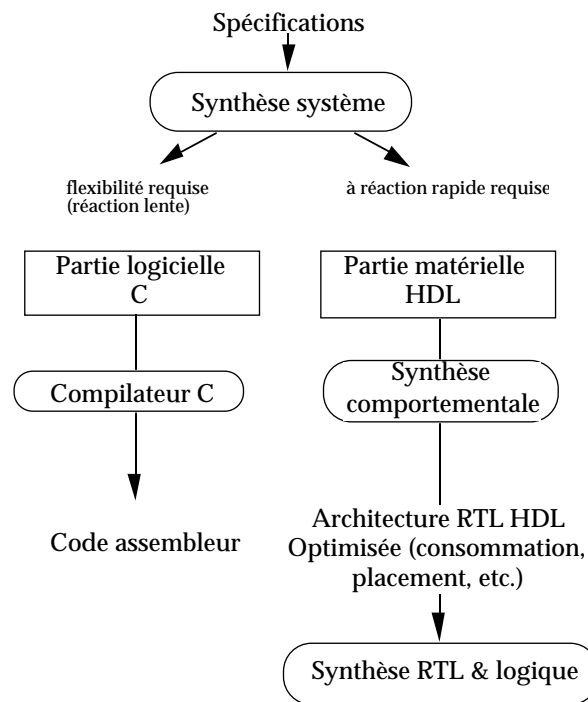 Spécifications
Synthèse système
flexibilité requise
(réaction lente)
à réaction rapide requise
Partie logicielle
C
Partie matérielle
HDL
Compilateur C
Synthèse
comportementale
Code assembleur
Architecture RTL HDL
Optimisée (consommation,
placement, etc.)
Synthèse RTL & logique